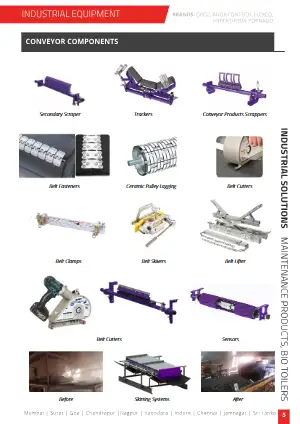 INDUSTRIAL EQUIPMENT
BRANDS:
CONVEYOR COMPONENTS
Secondary Scraper
Trackers
Conveyor Products Scrappers
Belt Fasteners
Ceramic Pulley Lagging
Belt Cutters
Belt Clamps
Belt Skivers
Belt Lifter
Belt Cutters
Sensors
Before
Skirting Systems
After
INDUSTRIAL SOLUTIONS MAINTENANCE PRODUCTS, BIO TOILERS
Mumbai | Surat | Goa | Chandrapur | Nagpur | Vadodara | Indore | Chennai | Jamnagar | Sri Lanka
5